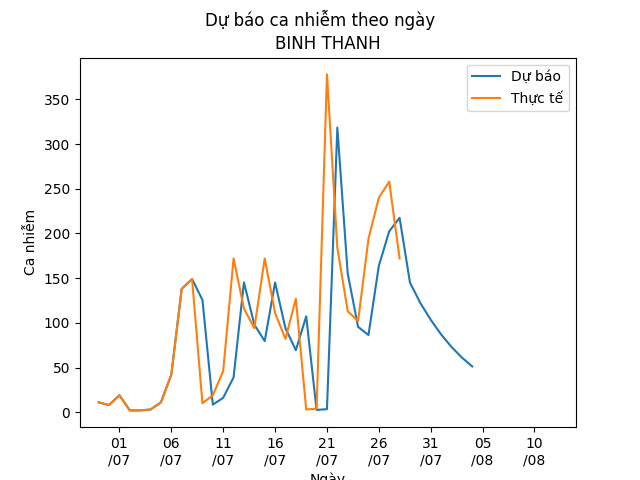 Dự báo ca nhiễm theo ngày
BINH THANH
Dự báo
Thực tế
Ca nhiễm
350
300
250
200
150
100
50
0
01 06 11 16 21 26 31 05 10
/07 /07 /07 /07 /07 /07 /07 /08 /08
Ngày